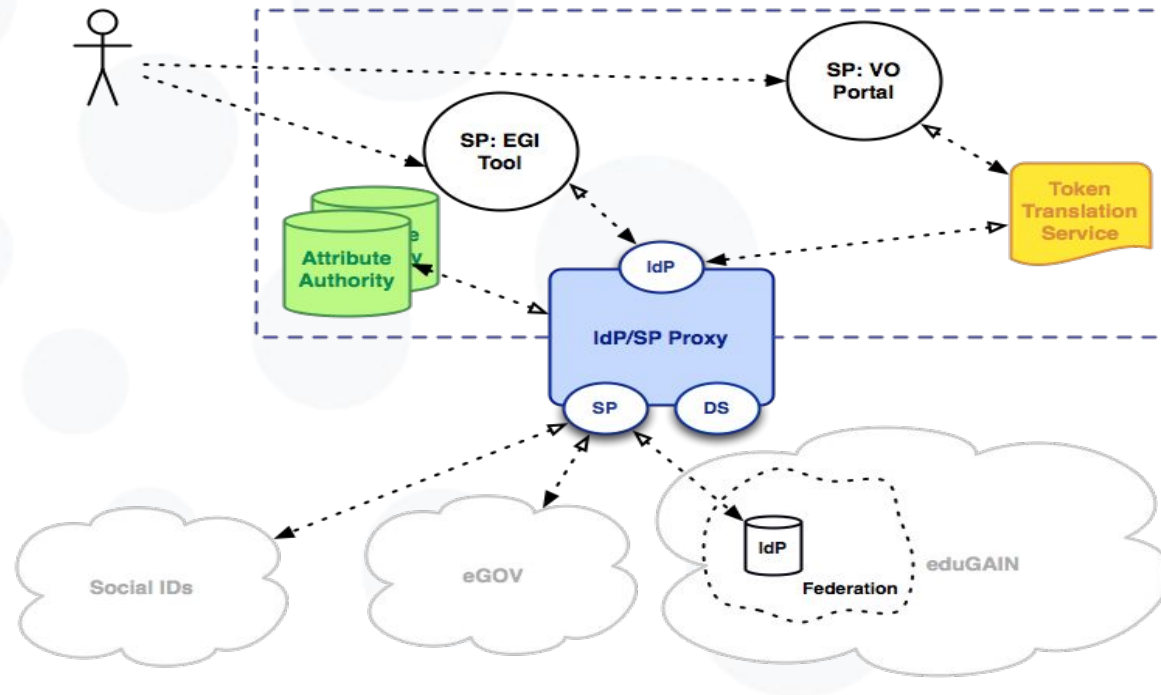 SP: VO
Portal
SP: EGI
Tool
Token
Translation
Service
e
y
Attribute
Authority
IdP
IdP/SP Proxy
SP
DS
Social IDs
eGOV
IdP
Federation
eduGAIN